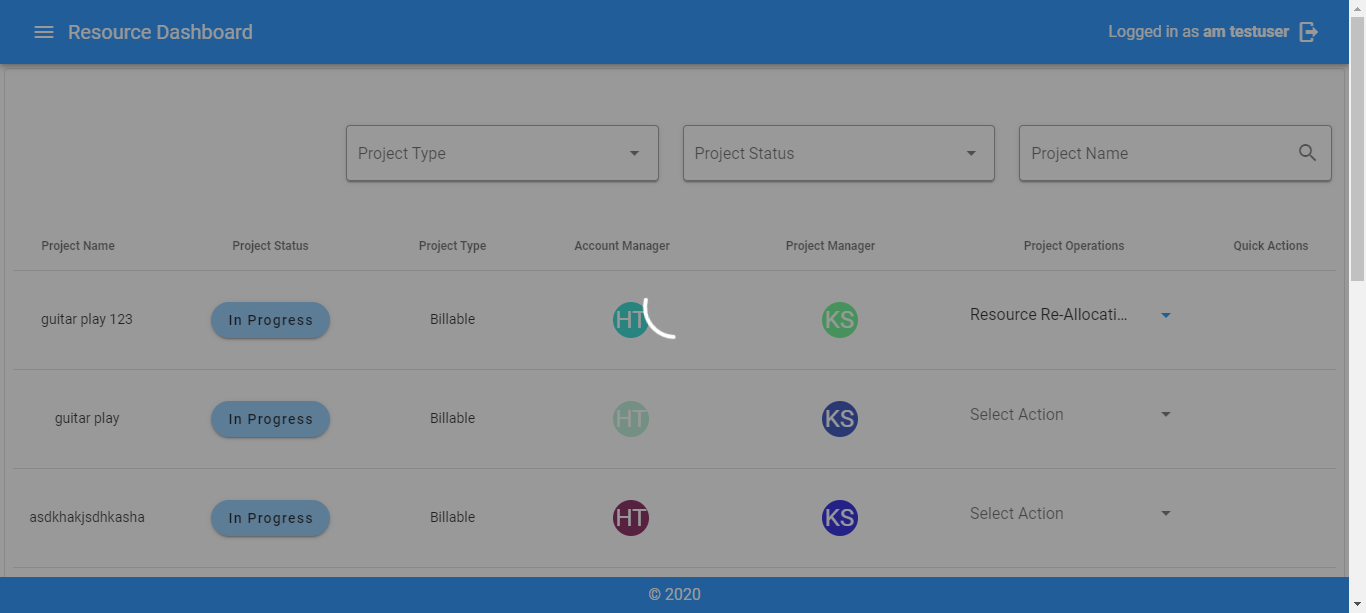 Resource Dashboard
Logged in as am testuser
Project Type
Project Status
Project Name
Project Name Project Status Project Type Account Manager Project Manager Project Operations Quick Actions
guitar play 123 In Progress Billable HT KS Resource Re-Allocati...
guitar play In Progress Billable HT KS Select Action
asdkhakjsdhkasha In Progress Billable HT KS Select Action
© 2020